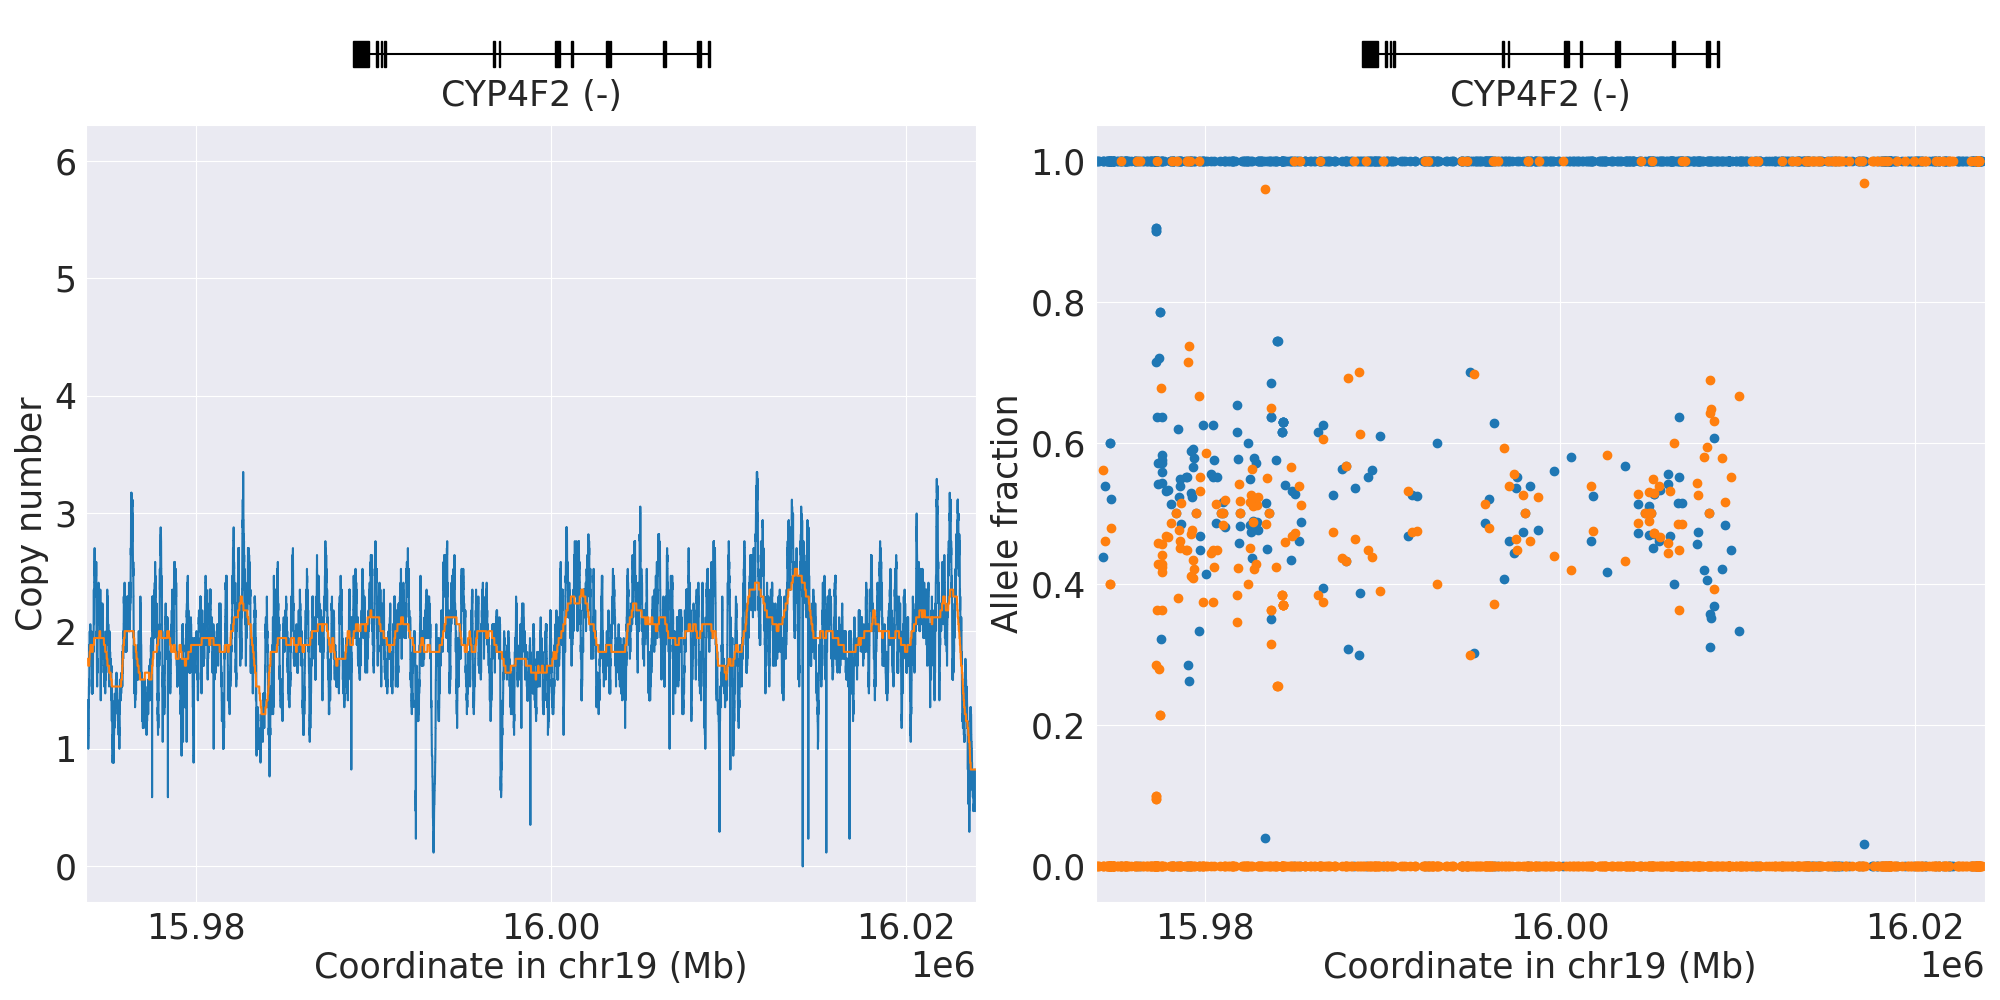 CYP4F2 (-)
6
5
4
3
2
1
0
Copy number
15.98
16.00
16.02
Coordinate in chr19 (Mb)
1e6
CYP4F2 (-)
1.0
0.8
0.6
0.4
0.2
0.0
Allele fraction
15.98
16.00
16.02
Coordinate in chr19 (Mb)
1e6